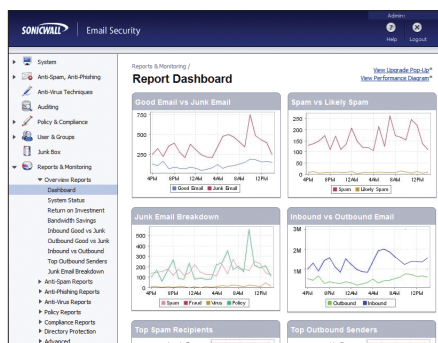 SONICWALL
Email Security
Admin:
Help
Logout
System
Anti-Spam, Anti-Phishing
Anti-Virus Techniques
Auditing
Policy & Compliance
User & Groups
Junk Box
Reports & Monitoring
Overview Reports
Dashboard
System Status
Return on Investment
Bandwidth Savings
Inbound Good vs Junk
Outbound Good vs Junk
Inbound vs Outbound
Top Outbound Senders
Junk Email Breakdown
Anti-Spam Reports
Anti-Phishing Reports
Anti-Virus Reports
Policy Reports
Compliance Reports
Directory Protection
Advanced
Reports & Monitoring /
Report Dashboard
View Upgrade Pop-Up*
View Performance Diagram*
Good Email vs Junk Email
750
500
250
4PM 8PM 12AM 4AM 8AM 12PM
Good Email Junk Email
Spam vs Likely Spam
250
200
150
100
50
0
4PM 8PM 12AM 4AM 8AM 12PM
Spam Likely Spam
Junk Email Breakdown
500
400
300
200
100
0
4PM 8PM 12AM 4AM 8AM 12PM
Spam Fraud Virus Policy
Inbound vs Outbound Email
3M
2M
1M
4PM 8PM 12AM 4AM 8AM 12PM
Outbound Inbound
Top Spam Recipients
Top Outbound Senders